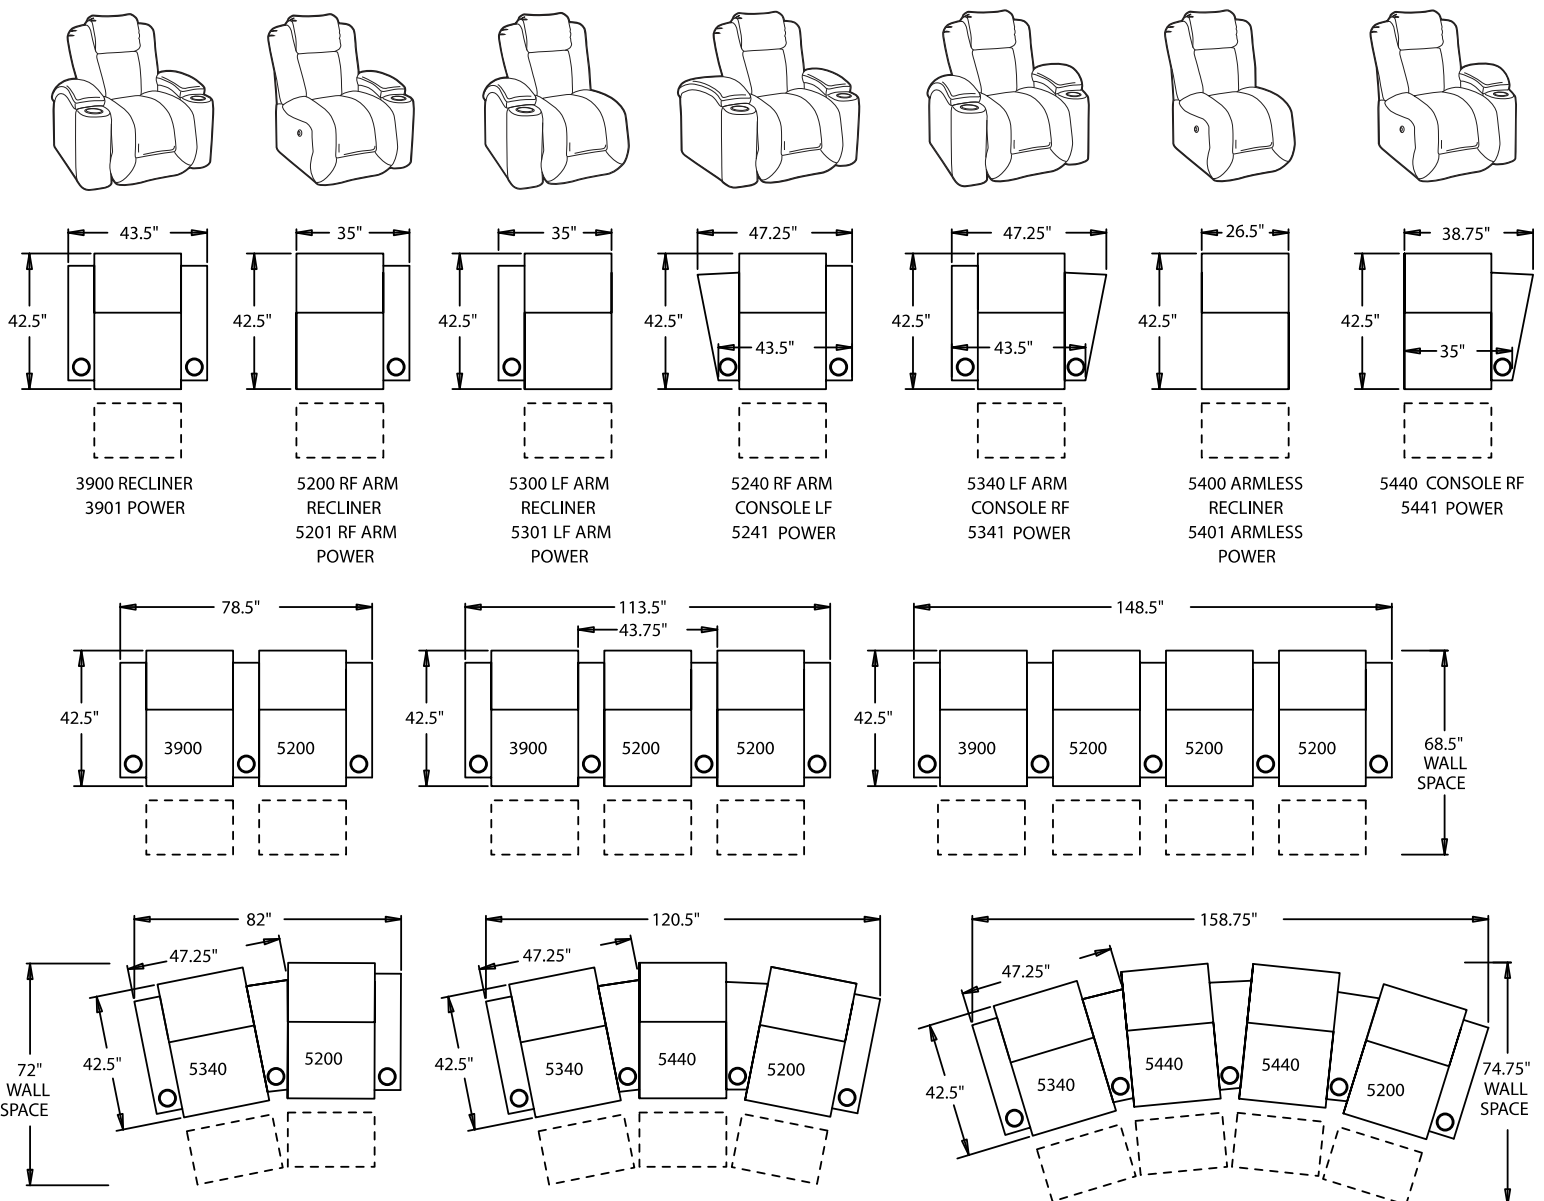 43.5"
35"
35"
47.25"
47.25"
26.5"
38.75"
42.5"
42.5"
42.5"
42.5"
43.5"
42.5"
43.5"
42.5"
42.5"
35"
3900 RECLINER
3901 POWER
5200 RF ARM
RECLINER
5201 RF ARM
POWER
5300 LF ARM
RECLINER
5301 LF ARM
POWER
5240 RF ARM
CONSOLE LF
5241 POWER
5340 LF ARM
CONSOLE RF
5341 POWER
5400 ARMLESS
RECLINER
5401 ARMLESS
POWER
5440 CONSOLE RF
5441 POWER
78.5"
42.5"
3900
5200
113.5"
43.75"
42.5"
3900
5200
5200
148.5"
42.5"
3900
5200
5200
5200
68.5"
WALL
SPACE
82"
47.25"
42.5"
5340
5200
72"
WALL
SPACE
120.5"
47.25"
42.5"
5340
5440
5200
158.75"
47.25"
42.5"
5340
5440
5440
5200
74.75"
WALL
SPACE